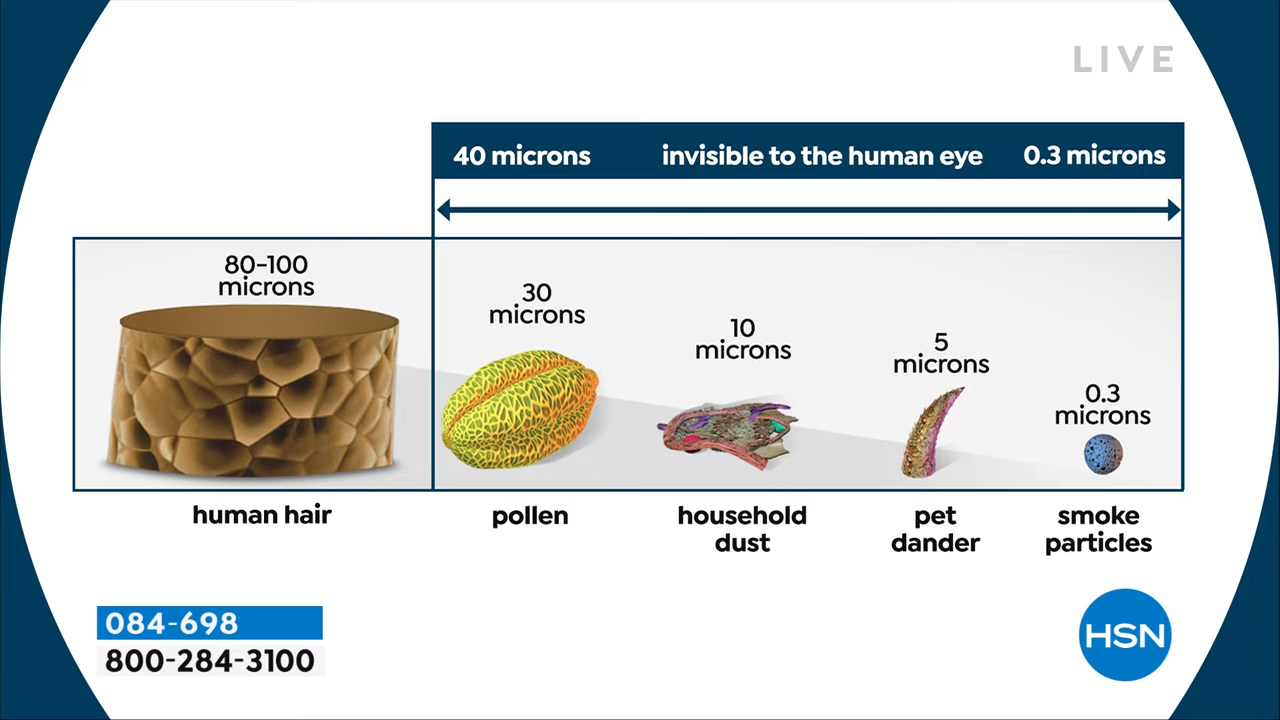 LIVE
40 microns invisible to the human eye 0.3 microns
80-100
microns
30
microns
10
microns
5
microns
0.3
microns
human hair
pollen
household
dust
pet
dander
smoke
particles
084-698
800-284-3100
HSN